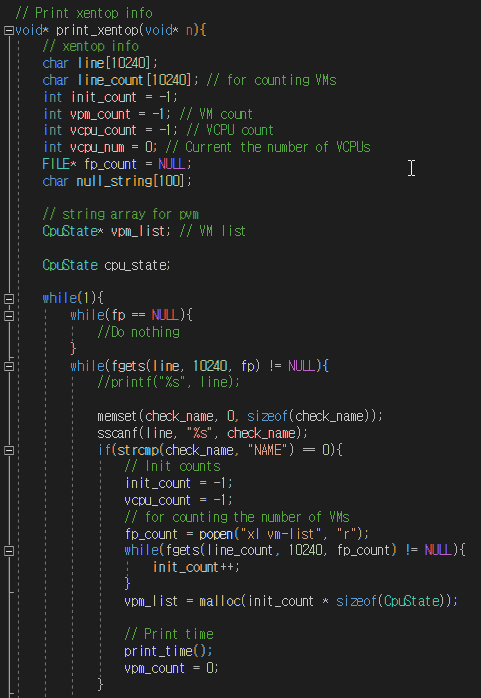 // Print xentop info
void* print_xentop(void* n){
// xentop info
char line[10240];
char line_count[10240]; // for counting VMs
int init_count = -1;
int vpm_count = -1; // VM count
int vcpu_count = -1; // VCPU count
int vcpu_num = 0; // Current the number of VCPUs
FILE* fp_count = NULL;
char null_string[100];
// string array for pvm
CpuState* vpm_list; // VM list
CpuState cpu_state;
while(1){
while(fp == NULL){
//Do nothing
}
while(fgets(line, 10240, fp) != NULL){
//printf("%s", line);
memset(check_name, 0, sizeof(check_name));
sscanf(line, "%s", check_name);
if(strcmp(check_name, "NAME") == 0){
// Init counts
init_count = -1;
vcpu_count = -1;
// for counting the number of VMs
fp_count = popen("xl vm-list", "r");
while(fgets(line_count, 10240, fp_count) != NULL){
init_count++;
}
vpm_list = malloc(init_count * sizeof(CpuState));
// Print time
print_time();
vpm_count = 0;
}